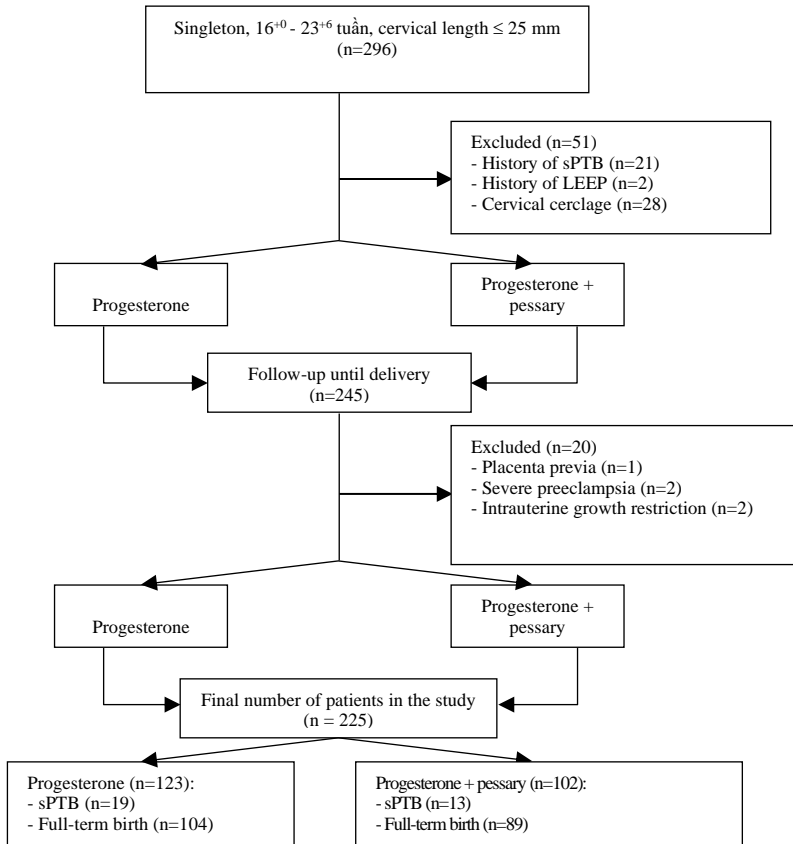 Singleton, 16⁺⁰ - 23⁺⁶ tuần, cervical length ≤ 25 mm
(n=296)
Excluded (n=51)
- History of sPTB (n=21)
- History of LEEP (n=2)
- Cervical cerclage (n=28)
Progesterone
Progesterone +
pessary
Follow-up until delivery
(n=245)
Excluded (n=20)
- Placenta previa (n=1)
- Severe preeclampsia (n=2)
- Intrauterine growth restriction (n=2)
Progesterone
Progesterone +
pessary
Final number of patients in the study
(n = 225)
Progesterone (n=123):
- sPTB (n=19)
- Full-term birth (n=104)
Progesterone + pessary (n=102):
- sPTB (n=13)
- Full-term birth (n=89)